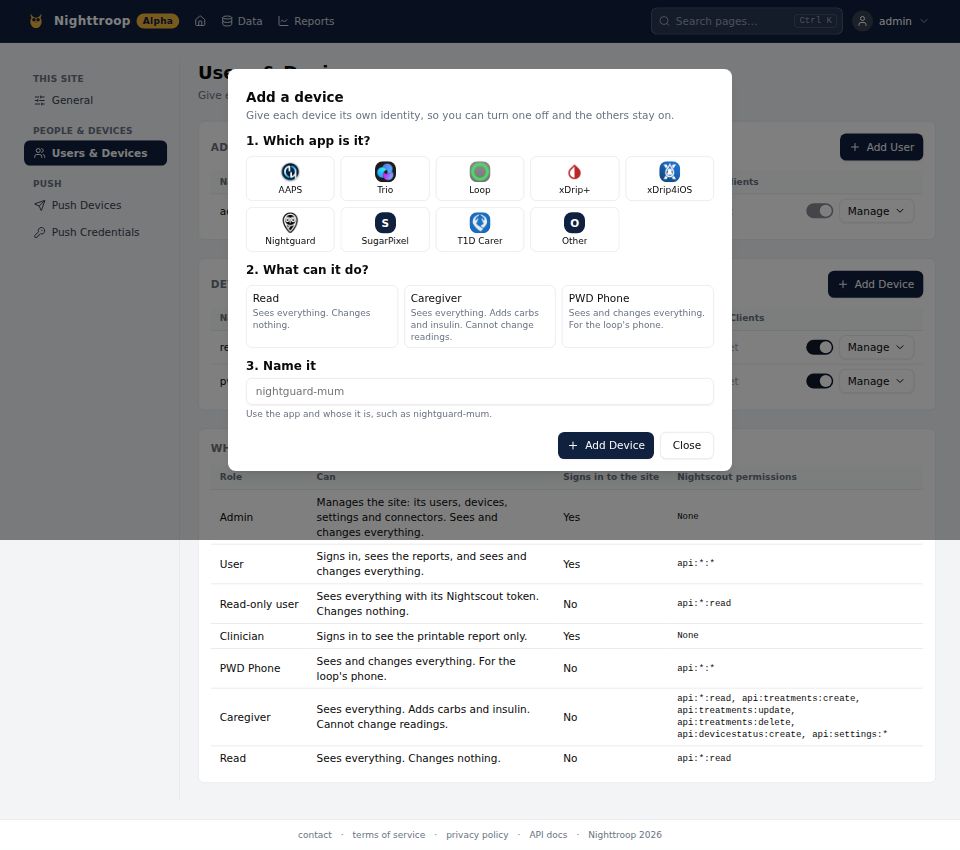 Nighttroop Alpha Data Reports Search pages... Ctrl K admin
THIS SITE
General
PEOPLE & DEVICES
Users & Devices
PUSH
Push Devices
Push Credentials
Add User
Manage
Add Device
Manage
Manage
Add a device
Give each device its own identity, so you can turn one off and the others stay on.
1. Which app is it?
AAPS Trio Loop xDrip+ xDrip4iOS
Nightguard
S
SugarPixel
T1D Carer
O
Other
2. What can it do?
Read
Sees everything. Changes
nothing.
Caregiver
Sees everything. Adds carbs
and insulin. Cannot change
readings.
PWD Phone
Sees and changes everything.
For the loop's phone.
3. Name it
nightguard-mum
Use the app and whose it is, such as nightguard-mum.
Add Device Close
Role Can Signs in to the site Nightscout permissions
Admin
Manages the site: its users, devices,
settings and connectors. Sees and
changes everything.
Yes
None
User
Signs in, sees the reports, and sees and
changes everything.
Yes
api:*:*
Read-only user
Sees everything with its Nightscout token.
Changes nothing.
No
api:*:read
Clinician
Signs in to see the printable report only.
Yes
None
PWD Phone
Sees and changes everything. For the
loop's phone.
No
api:*:*
Caregiver
Sees everything. Adds carbs and insulin.
Cannot change readings.
No
api:*:read, api:treatments:create,
api:treatments:update,
api:treatments:delete,
api:devicestatus:create, api:settings:*
Read
Sees everything. Changes nothing.
No
api:*:read
contact · terms of service · privacy policy · API docs · Nighttroop 2026